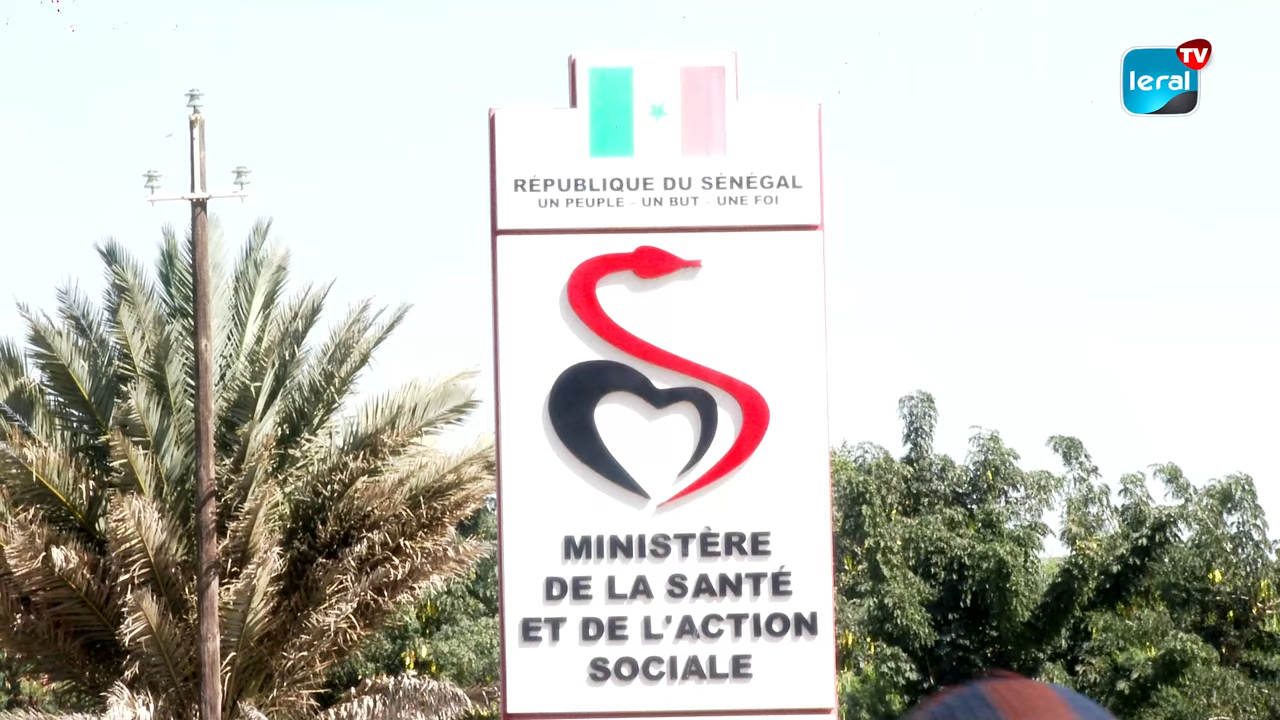 TV
leral
RÉPUBLIQUE DU SÉNÉGAL
UN PEUPLE - UN BUT - UNE FOI
MINISTÈRE
DE LA SANTÉ
ET DE L'ACTION
SOCIALE